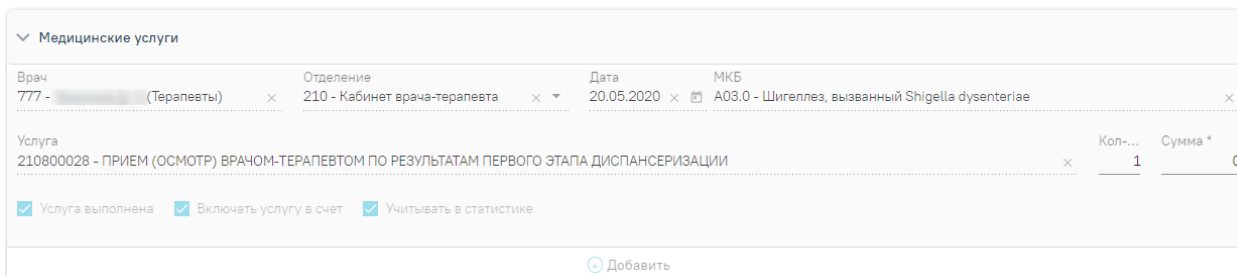 Медицинские услуги
Врач Отделение Дата МКБ
777 - (Терапевты) 210 - Кабинет врача-терапевта 20.05.2020 A03.0 - Шигеллез, вызванный Shigella dysenteriae
Услуга Кол-... Сумма *
210800028 - ПРИЕМ (ОСМОТР) ВРАЧОМ-ТЕРАПЕВТОМ ПО РЕЗУЛЬТАТАМ ПЕРВОГО ЭТАПА ДИСПАНСЕРИЗАЦИИ 1 0
Услуга выполнена Включать услугу в счет Учитывать в статистике
Добавить